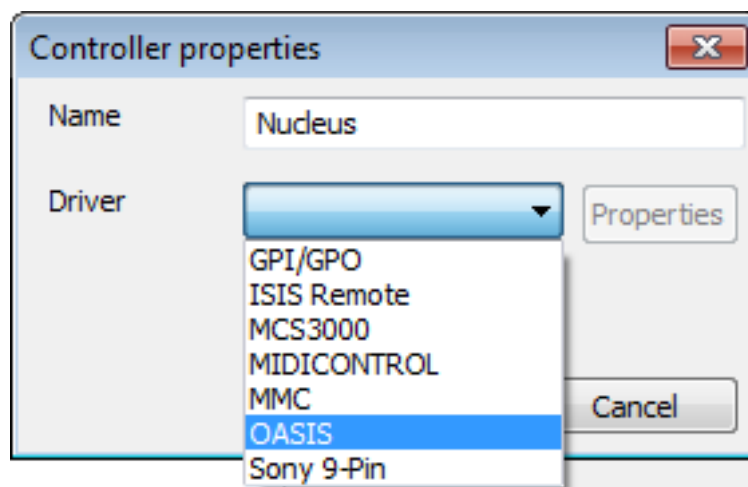 Controller properties
Name
Nucleus
Driver
Properties
GPI/GPO
ISIS Remote
MCS3000
MIDICONTROL
MMC
Cancel
OASIS
Sony 9-Pin